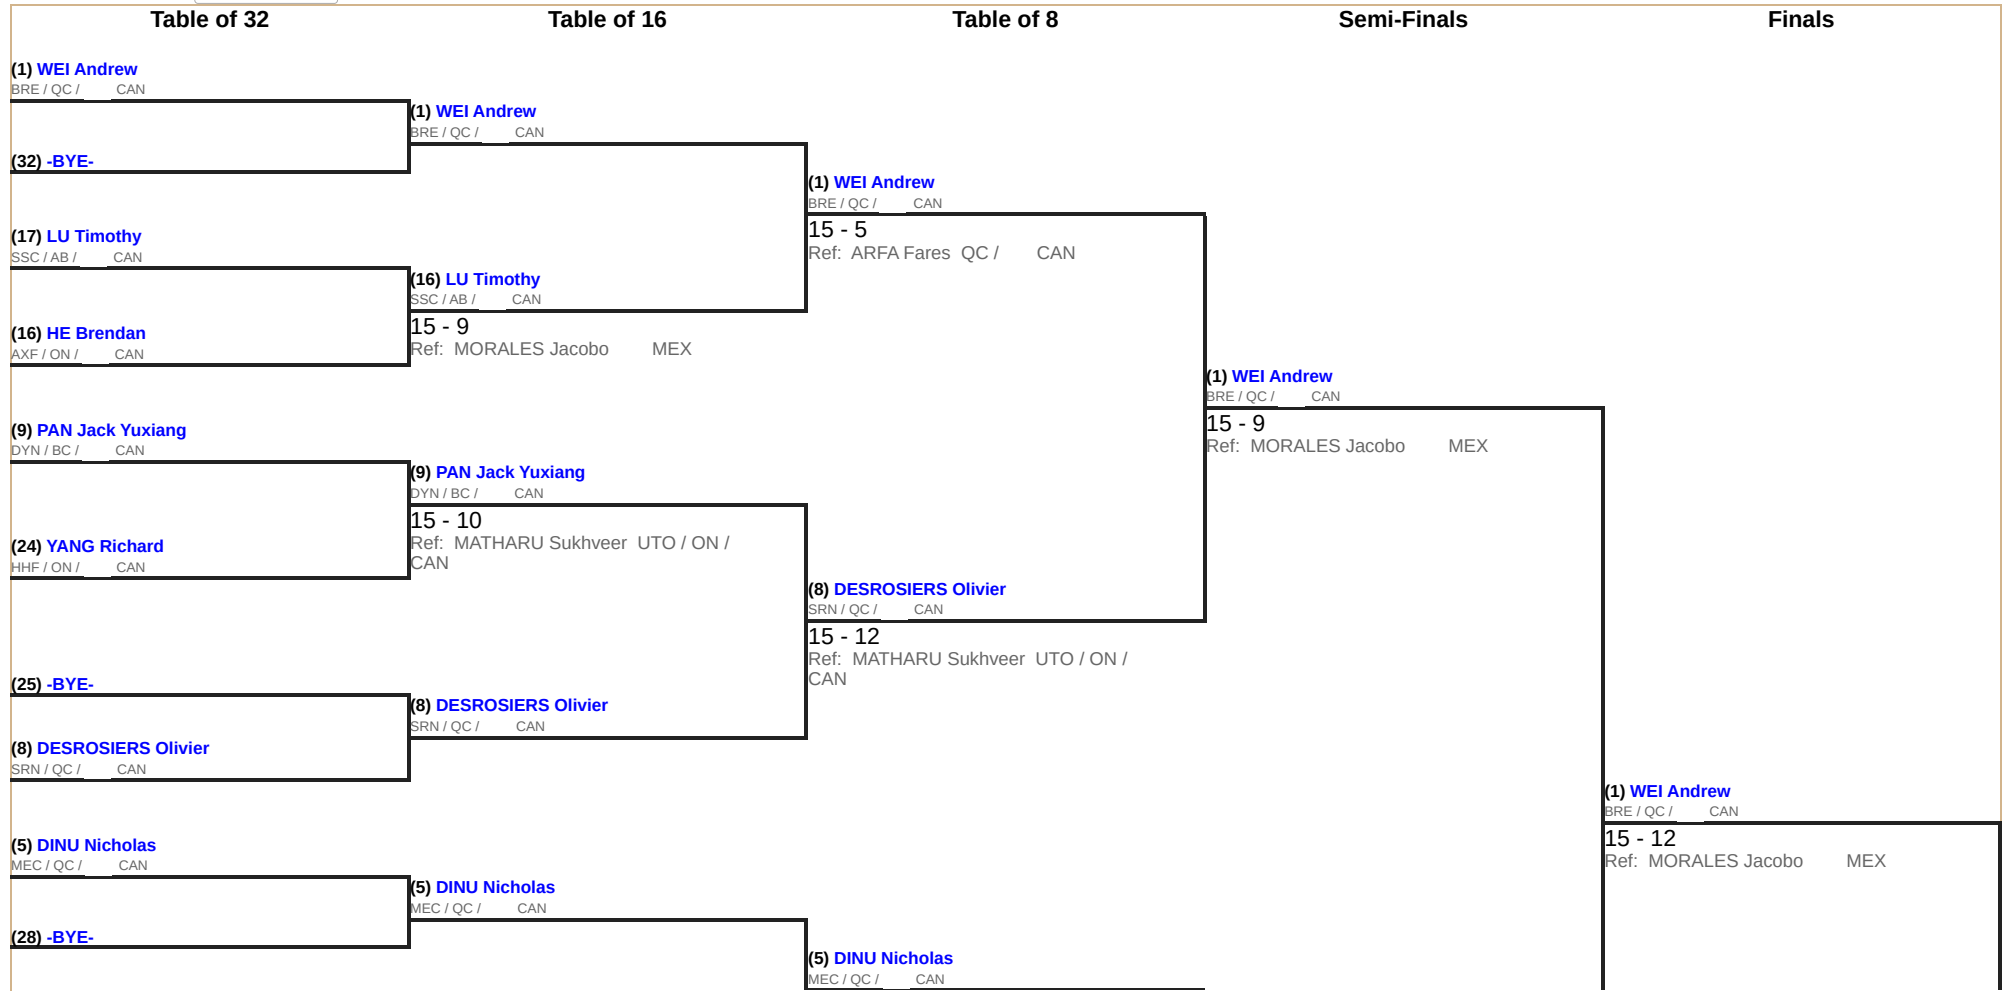 Table of 32
Table of 16
Table of 8
Semi-Finals
Finals
(1) WEI Andrew
BRE / QC / CAN
(32) -BYE-
(17) LU Timothy
SSC / AB / CAN
(16) HE Brendan
AXF / ON / CAN
(9) PAN Jack Yuxiang
DYN / BC / CAN
(24) YANG Richard
HHF / ON / CAN
(25) -BYE-
(8) DESROSIERS Olivier
SRN / QC / CAN
(5) DINU Nicholas
MEC / QC / CAN
(28) -BYE-
(1) WEI Andrew
BRE / QC / CAN
(16) LU Timothy
SSC / AB / CAN
15 - 9
Ref: MORALES Jacobo MEX
(9) PAN Jack Yuxiang
DYN / BC / CAN
15 - 10
Ref: MATHARU Sukhveer UTO / ON /
CAN
(8) DESROSIERS Olivier
SRN / QC / CAN
(5) DINU Nicholas
MEC / QC / CAN
(1) WEI Andrew
BRE / QC / CAN
15 - 5
Ref: ARFA Fares QC / CAN
(8) DESROSIERS Olivier
SRN / QC / CAN
15 - 12
Ref: MATHARU Sukhveer UTO / ON /
CAN
(5) DINU Nicholas
MEC / QC / CAN
(1) WEI Andrew
BRE / QC / CAN
15 - 9
Ref: MORALES Jacobo MEX
(1) WEI Andrew
BRE / QC / CAN
15 - 12
Ref: MORALES Jacobo MEX